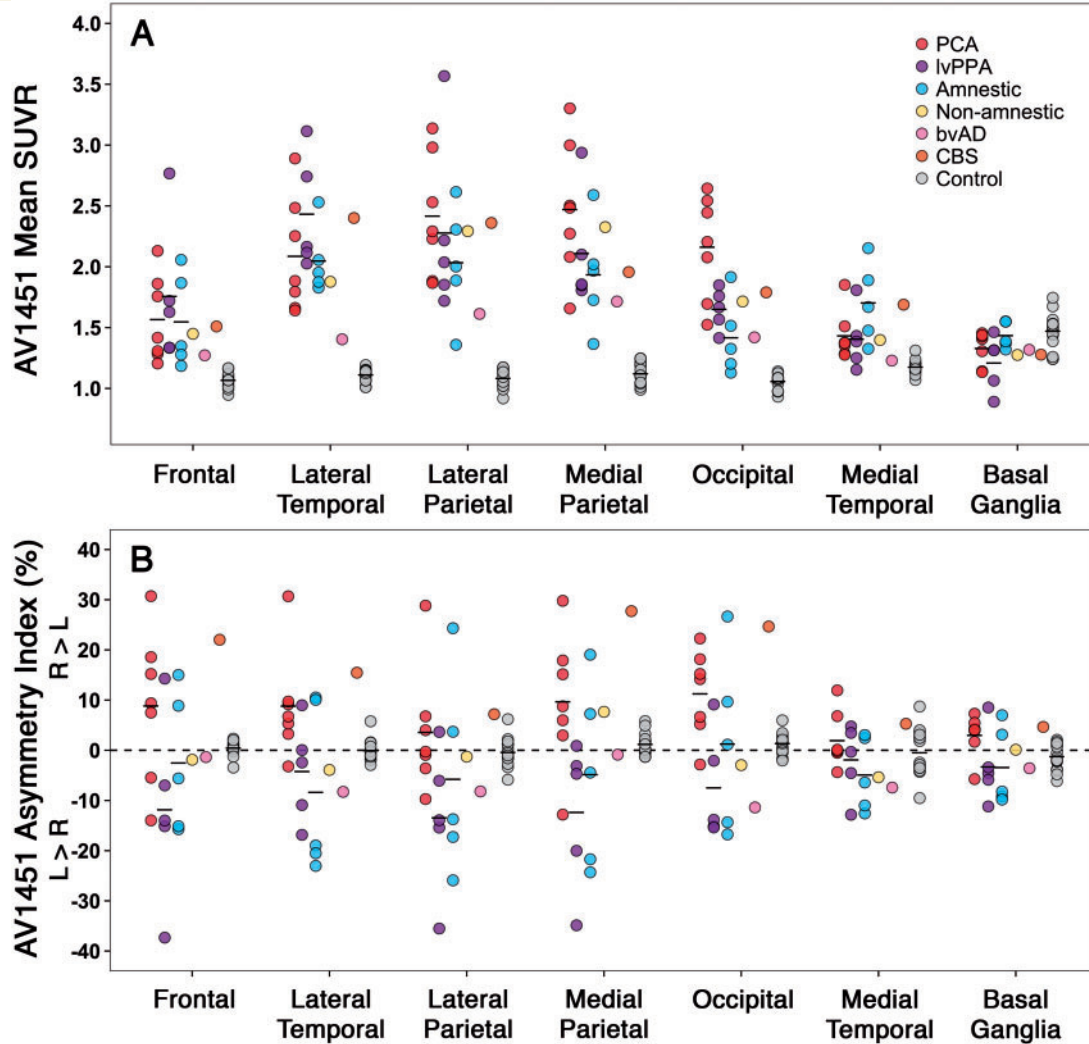 A
4.0
3.5
3.0
2.5
2.0
1.5
1.0
AV1451 Mean SUVR
PCA
lvPPA
Amnestic
Non-amnestic
bvAD
CBS
Control
Frontal
Lateral
Temporal
Lateral
Parietal
Medial
Parietal
Occipital
Medial
Temporal
Basal
Ganglia
B
40
30
20
10
0
-10
-20
-30
-40
AV1451 Asymmetry Index (%)
L > R
R > L
Frontal
Lateral
Temporal
Lateral
Parietal
Medial
Parietal
Occipital
Medial
Temporal
Basal
Ganglia